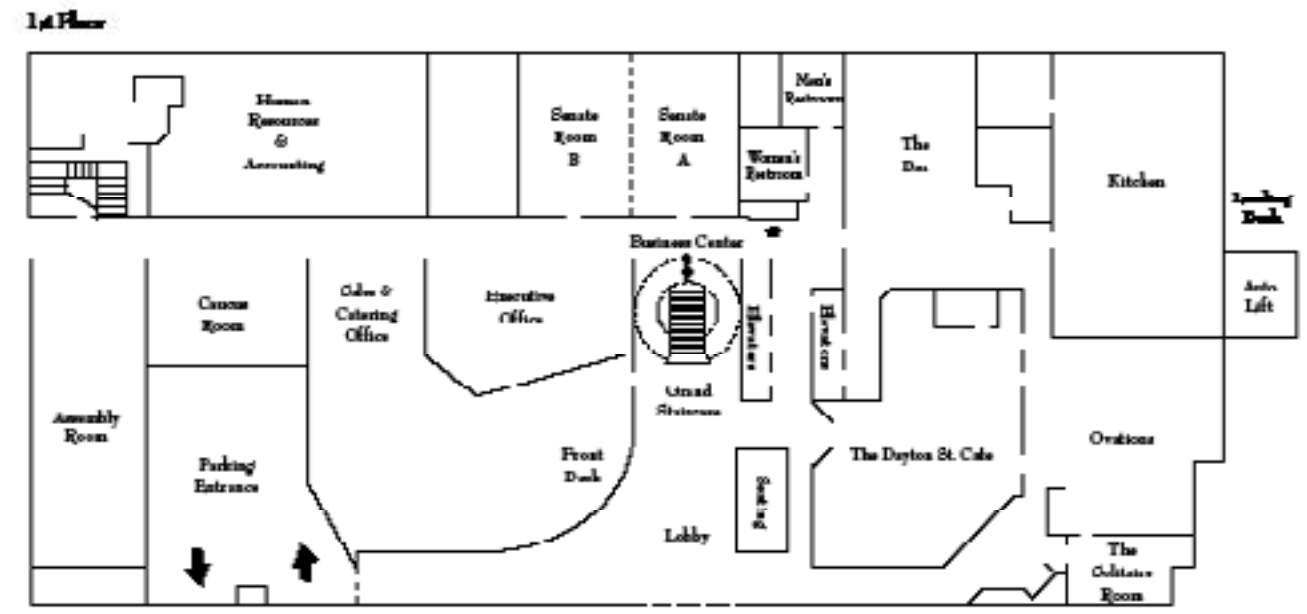 1st Floor
Human
Resources
&
Accounting
Senate
Room
B
Senate
Room
A
Men's
Restroom
Women's
Restroom
The
Den
Kitchen
Loading
Dock
Auto
Lift
Business Center
Caucus
Room
Sales &
Catering
Office
Executive
Office
Elevators
Elevators
Grand
Staircase
Assembly
Room
Parking
Entrance
Front
Desk
Lobby
Seating
The Dayton St. Cafe
Ovations
The
Room